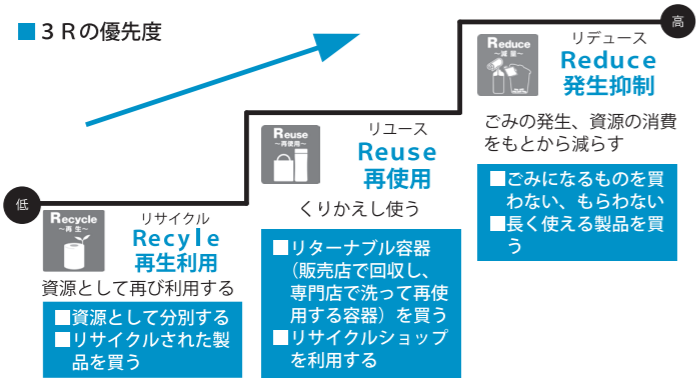 ■３Ｒの優先度
高
Reduce
～減 量～
リデュース
Reduce
発生抑制
ごみの発生、資源の消費
をもとから減らす
■ごみになるものを買
わない、もらわない
■長く使える製品を買
う
Reuse
～再使用～
リユース
Reuse
再使用
くりかえし使う
■リターナブル容器
（販売店で回収し、
専門店で洗って再使
用する容器）を買う
■リサイクルショップ
を利用する
低
Recycle
～再 生～
リサイクル
Recyle
再生利用
資源として再び利用する
■資源として分別する
■リサイクルされた製
品を買う